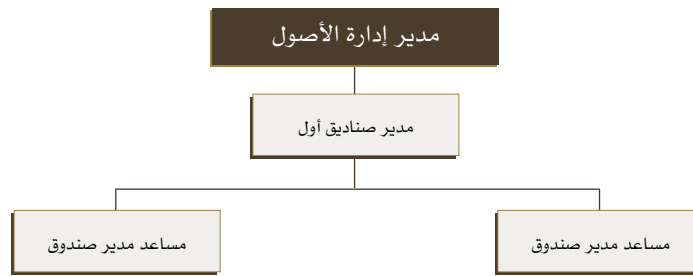 مدير إدارة الأصول
مدير صناديق أول
مساعد مدير صندوق
مساعد مدير صندوق